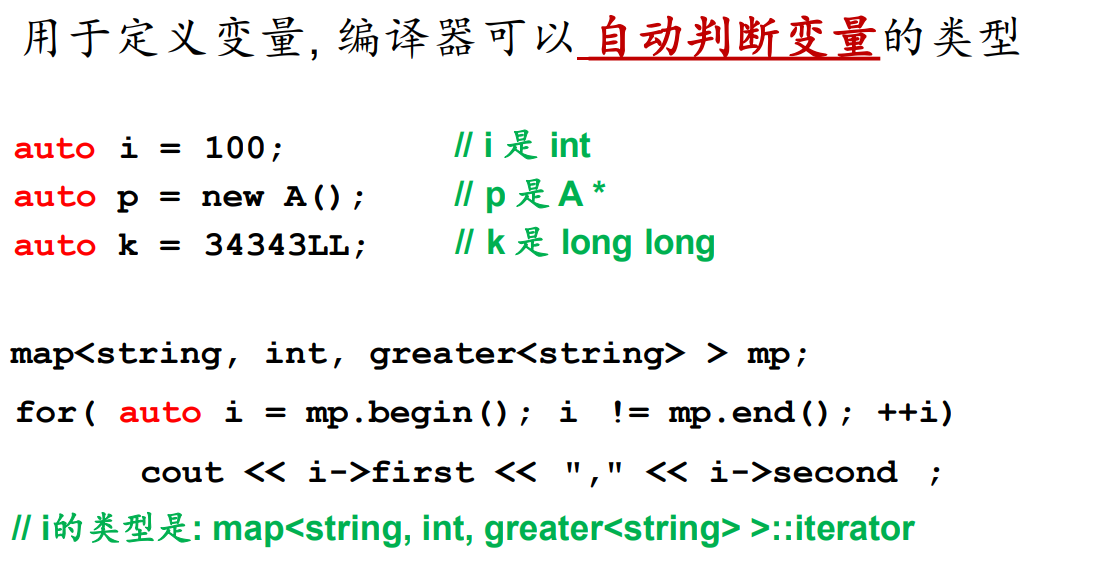 用于定义变量, 编译器可以 自动判断变量的类型
auto i = 100; // i 是 int
auto p = new A(); // p 是 A *
auto k = 34343LL; // k 是 long long
map<string, int, greater<string> > mp;
for( auto i = mp.begin(); i != mp.end(); ++i)
cout << i->first << "," << i->second ;
// i的类型是: map<string, int, greater<string> >::iterator